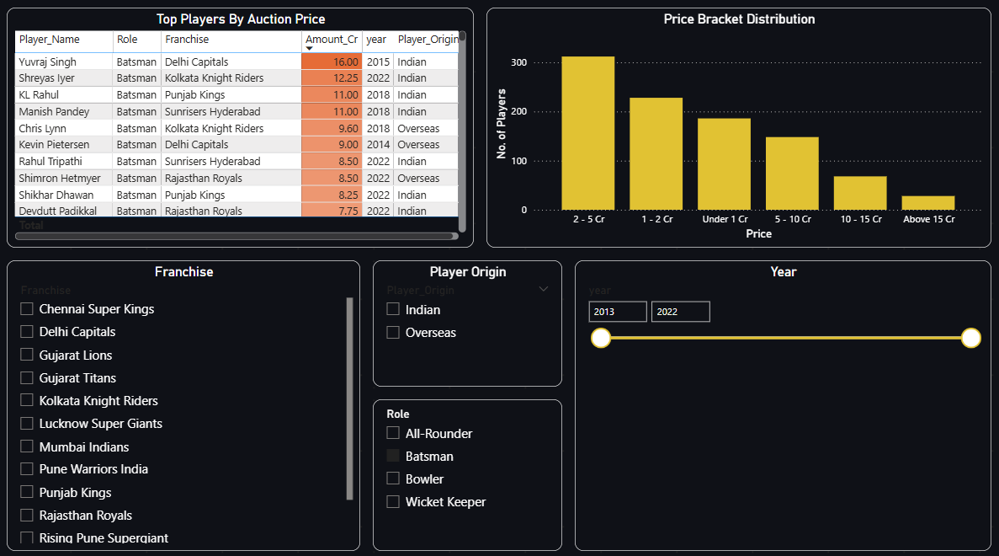 Top Players By Auction Price
Player_Name Role Franchise Amount_Cr year Player_Origin
Yuvraj Singh Batsman Delhi Capitals 16.00 2015 Indian
Shreyas Iyer Batsman Kolkata Knight Riders 12.25 2022 Indian
KL Rahul Batsman Punjab Kings 11.00 2018 Indian
Manish Pandey Batsman Sunrisers Hyderabad 11.00 2018 Indian
Chris Lynn Batsman Kolkata Knight Riders 9.60 2018 Overseas
Kevin Pietersen Batsman Delhi Capitals 9.00 2014 Overseas
Rahul Tripathi Batsman Sunrisers Hyderabad 8.50 2022 Indian
Shimron Hetmyer Batsman Rajasthan Royals 8.50 2022 Overseas
Shikhar Dhawan Batsman Punjab Kings 8.25 2022 Indian
Devdutt Padikkal Batsman Rajasthan Royals 7.75 2022 Indian
Total
Price Bracket Distribution
No. of Players
300
200
100
0
2 - 5 Cr 1 - 2 Cr Under 1 Cr 5 - 10 Cr 10 - 15 Cr Above 15 Cr
Price
Franchise
Franchise
Chennai Super Kings
Delhi Capitals
Gujarat Lions
Gujarat Titans
Kolkata Knight Riders
Lucknow Super Giants
Mumbai Indians
Pune Warriors India
Punjab Kings
Rajasthan Royals
Rising Pune Supergiant
Player Origin
Player_Origin
Indian
Overseas
Role
All-Rounder
Batsman
Bowler
Wicket Keeper
Year
year
2013 2022